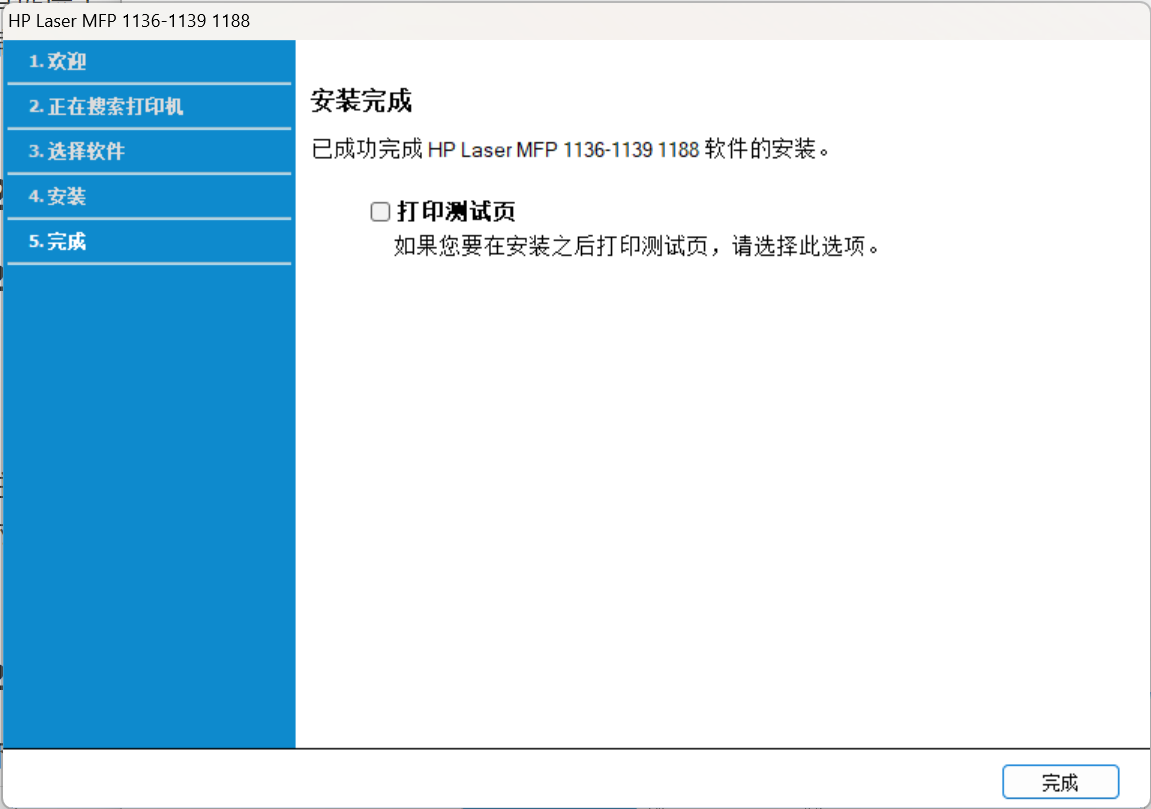 HP Laser MFP 1136-1139 1188
1. 欢迎
2. 正在搜索打印机
3. 选择软件
4. 安装
5. 完成
安装完成
已成功完成 HP Laser MFP 1136-1139 1188 软件的安装。
打印测试页
如果您要在安装之后打印测试页，请选择此选项。
完成